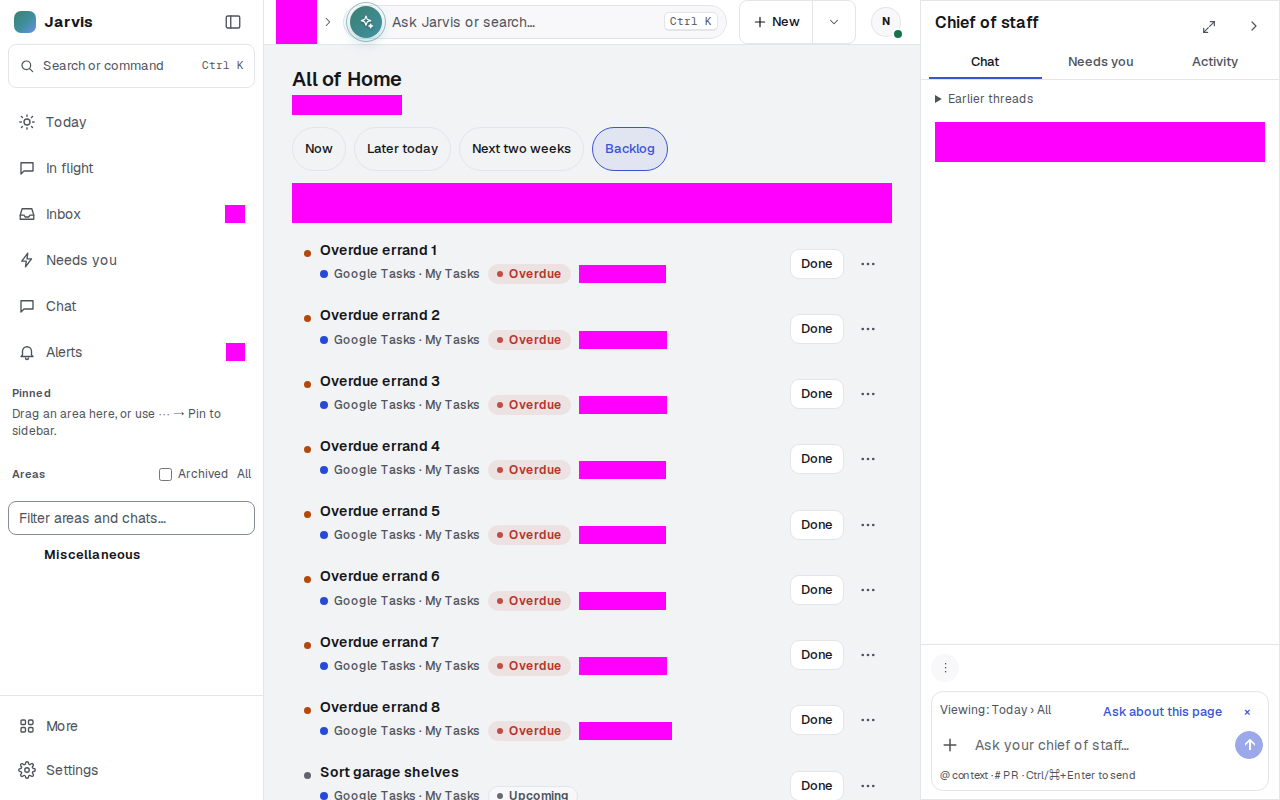 Jarvis
Search or command Ctrl K
Today
In flight
Inbox
Needs you
Chat
Alerts
Pinned
Drag an area here, or use ··· → Pin to
sidebar.
Areas Archived All
Filter areas and chats…
Miscellaneous
More
Settings
Ask Jarvis or search… Ctrl K
New
N
All of Home
Now Later today Next two weeks Backlog
Overdue errand 1
Google Tasks · My Tasks Overdue
Done
Overdue errand 2
Google Tasks · My Tasks Overdue
Done
Overdue errand 3
Google Tasks · My Tasks Overdue
Done
Overdue errand 4
Google Tasks · My Tasks Overdue
Done
Overdue errand 5
Google Tasks · My Tasks Overdue
Done
Overdue errand 6
Google Tasks · My Tasks Overdue
Done
Overdue errand 7
Google Tasks · My Tasks Overdue
Done
Overdue errand 8
Google Tasks · My Tasks Overdue
Done
Sort garage shelves
Google Tasks · My Tasks Upcoming
Done
Chief of staff
Chat Needs you Activity
Earlier threads
Viewing: Today › All Ask about this page ×
Ask your chief of staff…
@ context · # PR · Ctrl/⌘+Enter to send